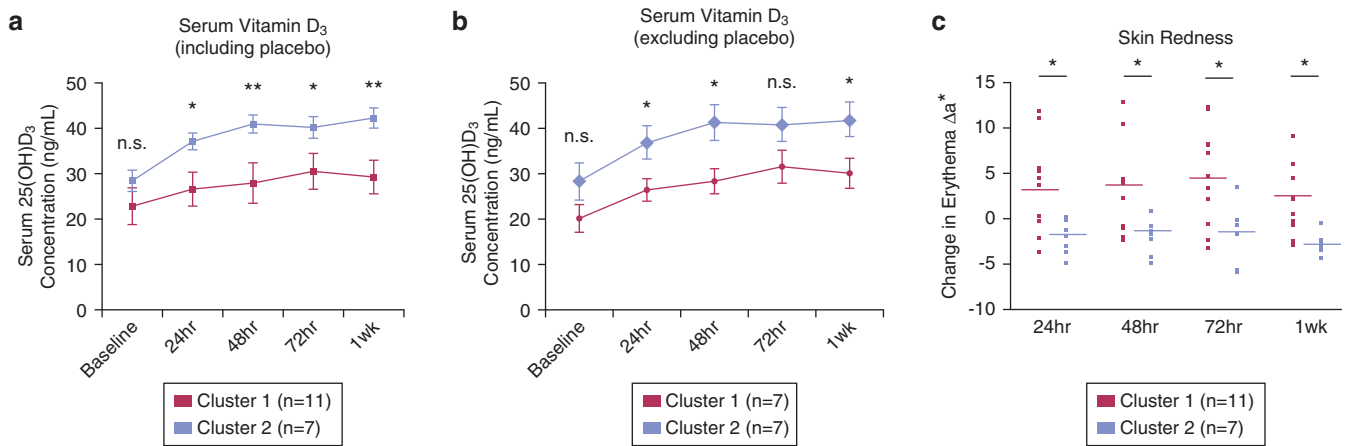 a
Serum Vitamin D3
(including placebo)
Serum 25(OH)D3
Concentration (ng/mL)
50
40
30
20
10
0
n.s.
*
**
*
**
Baseline
24hr
48hr
72hr
1wk
Cluster 1 (n=11)
Cluster 2 (n=7)
b
Serum Vitamin D3
(excluding placebo)
Serum 25(OH)D3
Concentration (ng/mL)
50
40
30
20
10
0
n.s.
*
*
n.s.
*
Baseline
24hr
48hr
72hr
1wk
Cluster 1 (n=7)
Cluster 2 (n=7)
c
Skin Redness
Change in Erythema Δa*
15
10
5
0
-5
-10
*
*
*
*
24hr
48hr
72hr
1wk
Cluster 1 (n=11)
Cluster 2 (n=7)